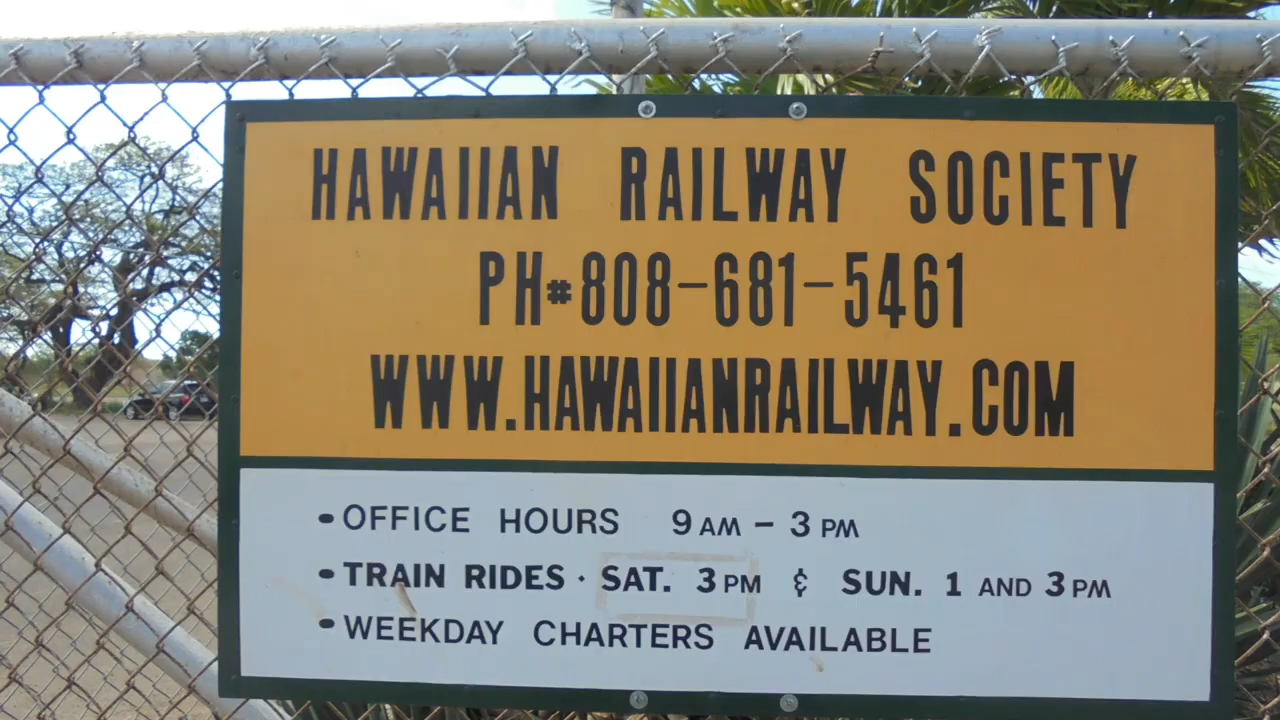 HAWAIIAN RAILWAY SOCIETY
PH#808-681-5461
WWW.HAWAIIANRAILWAY.COM
• OFFICE HOURS 9 AM – 3 PM
• TRAIN RIDES · SAT. 3 PM & SUN. 1 AND 3 PM
• WEEKDAY CHARTERS AVAILABLE